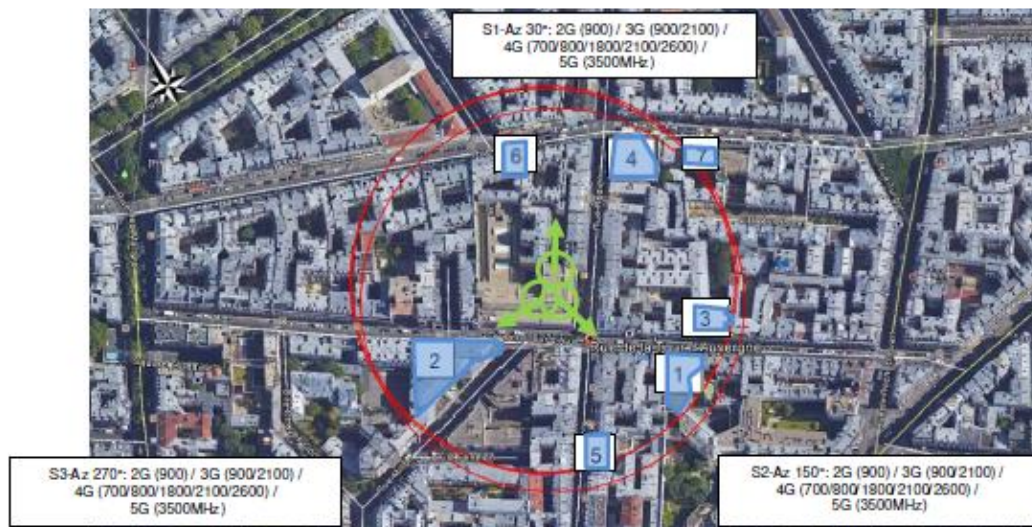 S1-Az 30°: 2G (900) / 3G (900/2100) /
4G (700/800/1800/2100/2600) /
5G (3500MHz)
6
4
7
3
2
1
5
S3-Az 270°: 2G (900) / 3G (900/2100) /
4G (700/800/1800/2100/2600) /
5G (3500MHz)
S2-Az 150°: 2G (900) / 3G (900/2100) /
4G (700/800/1800/2100/2600) /
5G (3500MHz)